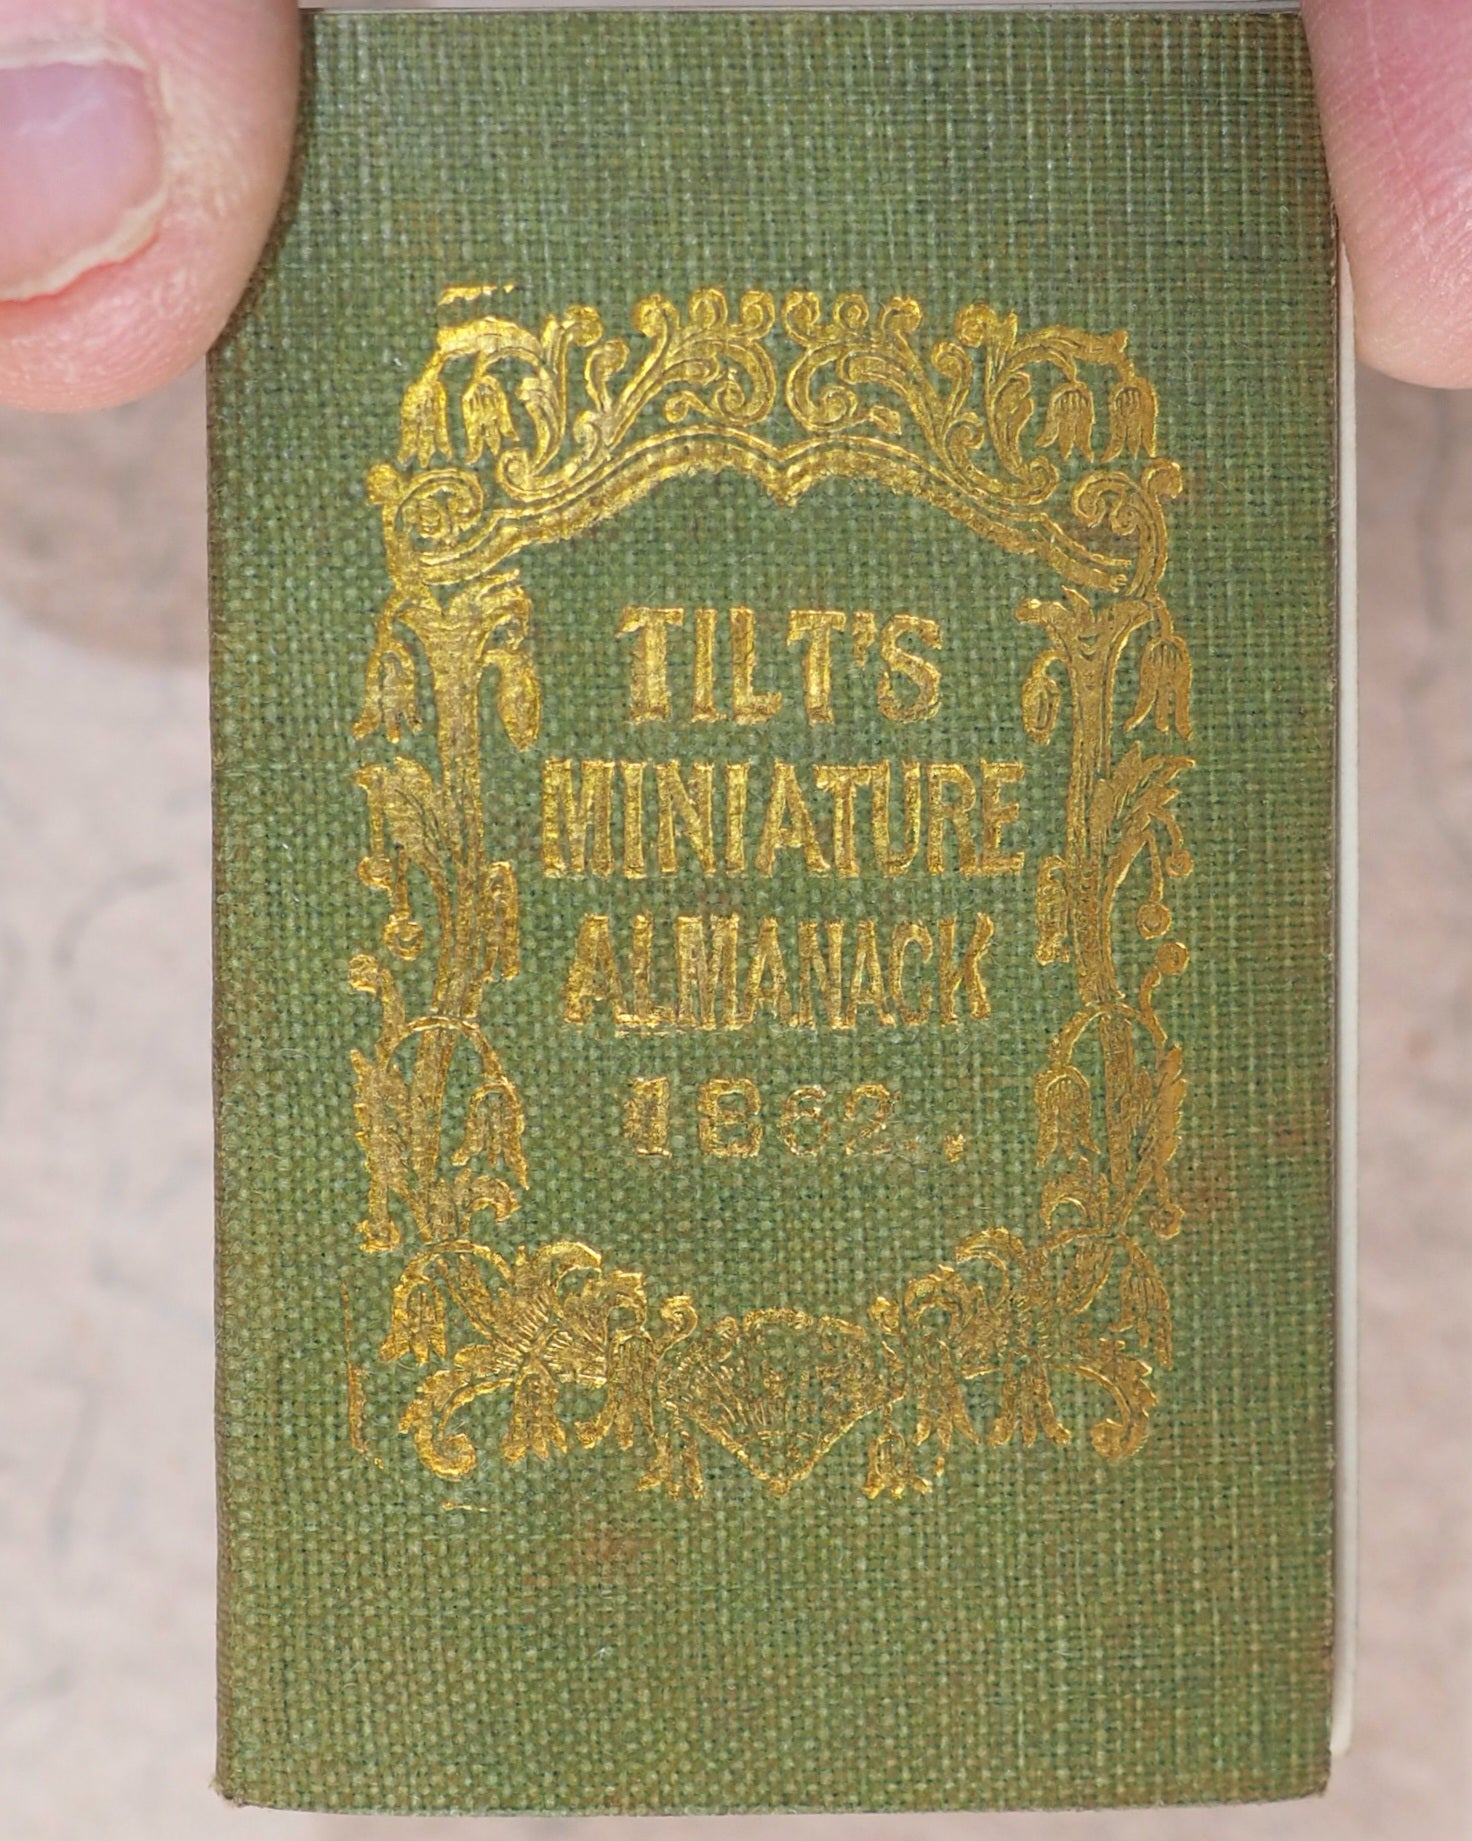 TILT'S
MINIATURE
ALMANACK
1862.